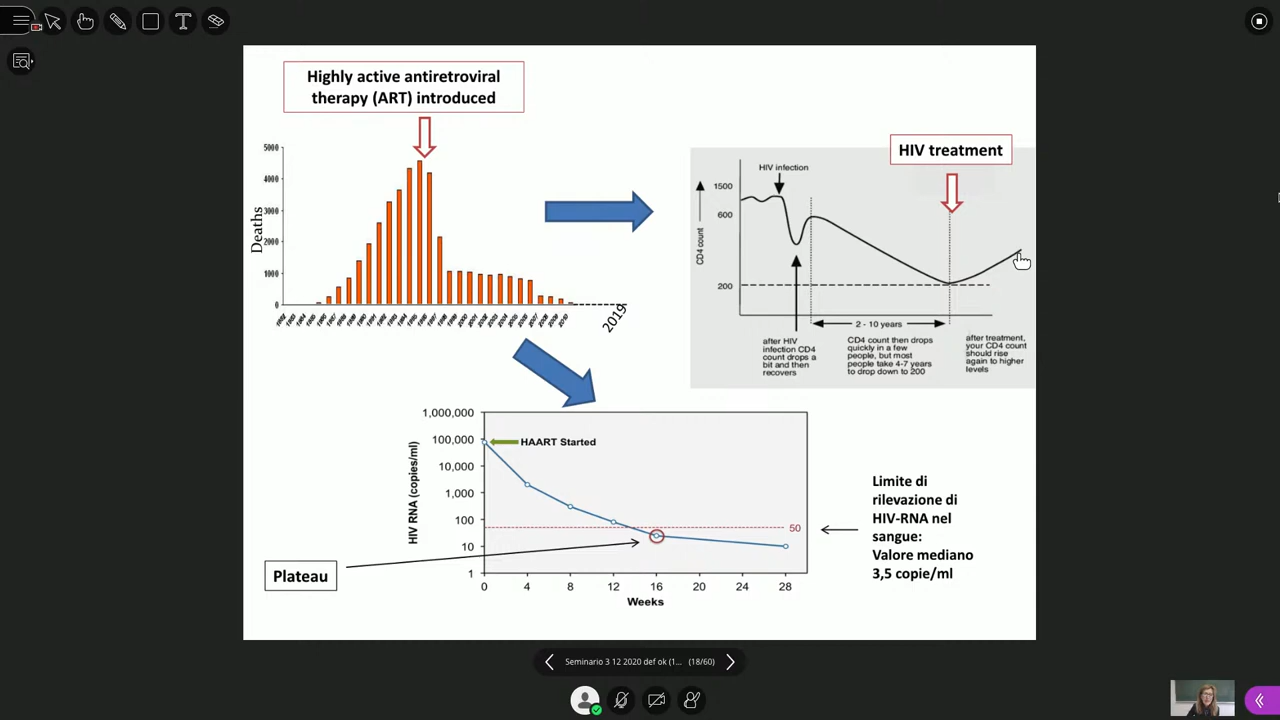 Highly active antiretroviral
therapy (ART) introduced
5000
4000
3000
2000
1000
0
Deaths
2019
HIV treatment
HIV infection
1500
600
200
CD4 count
2 - 10 years
after HIV
infection CD4
count drops a
bit and then
recovers
CD4 count then drops
quickly in a few
people, but most
people take 4-7 years
to drop down to 200
after treatment,
your CD4 count
should rise
again to higher
levels
1,000,000
100,000
10,000
1,000
100
10
1
HIV RNA (copies/ml)
HAART Started
50
0 4 8 12 16 20 24 28
Weeks
Plateau
Limite di
rilevazione di
HIV-RNA nel
sangue:
Valore mediano
3,5 copie/ml
Seminario 3 12 2020 def ok (1... (18/60)